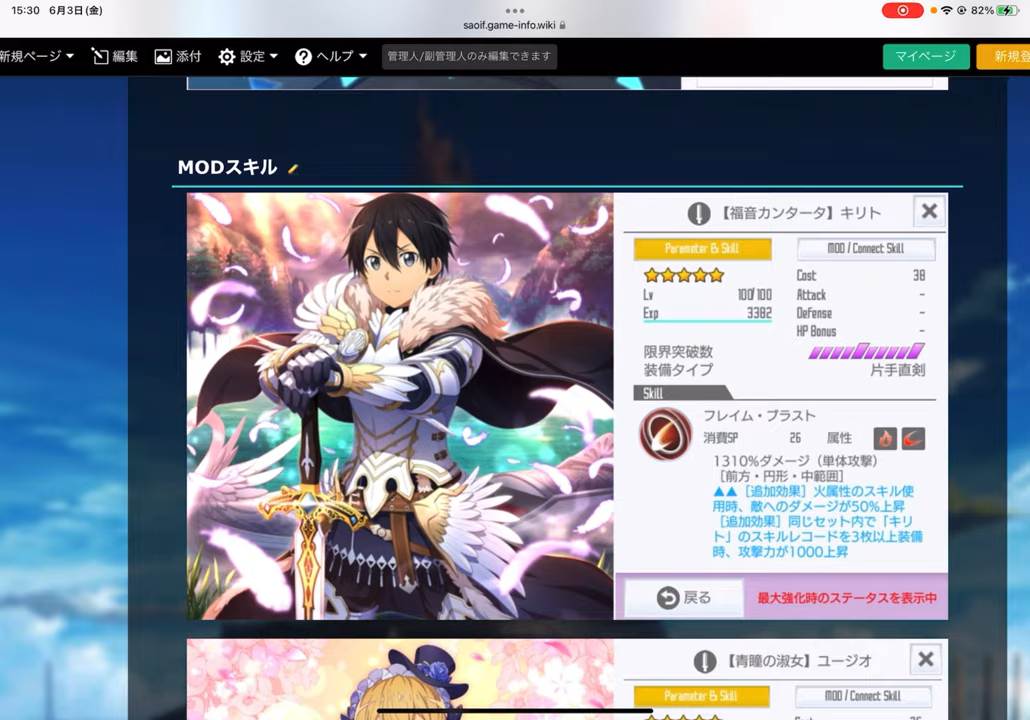 15:30 6月3日(金)
saoif.game-info.wiki
82%
新規ページ
編集
添付
設定
ヘルプ
管理人/副管理人のみ編集できます
マイページ
新規登
MODスキル
【福音カンタータ】キリト
Parameter & Skill
MOD / Connect Skill
Lv 100/100
Exp 3382
Cost 38
Attack -
Defense -
HP Bonus -
限界突破数
装備タイプ 片手直剣
Skill
フレイム・ブラスト
消費SP 26 属性
1310%ダメージ（単体攻撃）
［前方・円形・中範囲］
▲▲［追加効果］火属性のスキル使
用時、敵へのダメージが50%上昇
［追加効果］同じセット内で「キリ
ト」のスキルレコードを3枚以上装備
時、攻撃力が1000上昇
戻る
最大強化時のステータスを表示中
【青瞳の淑女】ユージオ
Parameter & Skill
MOD / Connect Skill